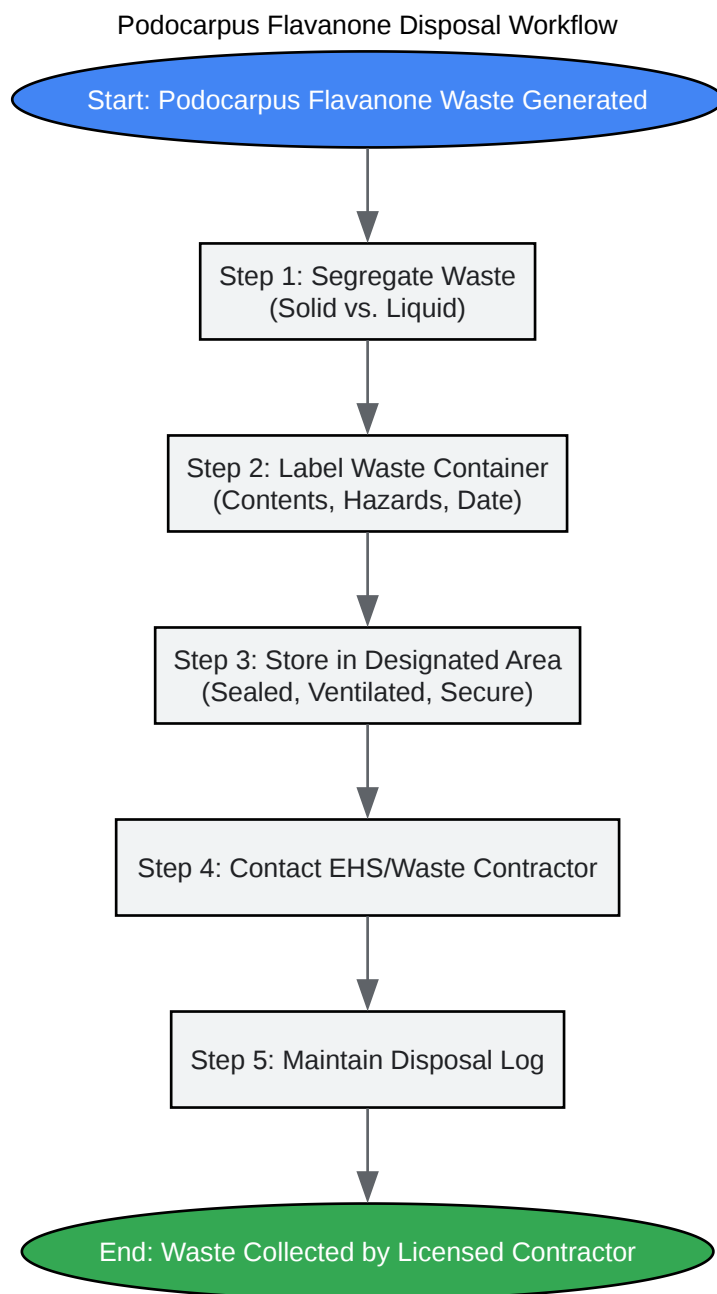 Podocarpus Flavanone Disposal Workflow
Start: Podocarpus Flavanone Waste Generated
Step 1: Segregate Waste
(Solid vs. Liquid)
Step 2: Label Waste Container
(Contents, Hazards, Date)
Step 3: Store in Designated Area
(Sealed, Ventilated, Secure)
Step 4: Contact EHS/Waste Contractor
Step 5: Maintain Disposal Log
End: Waste Collected by Licensed Contractor